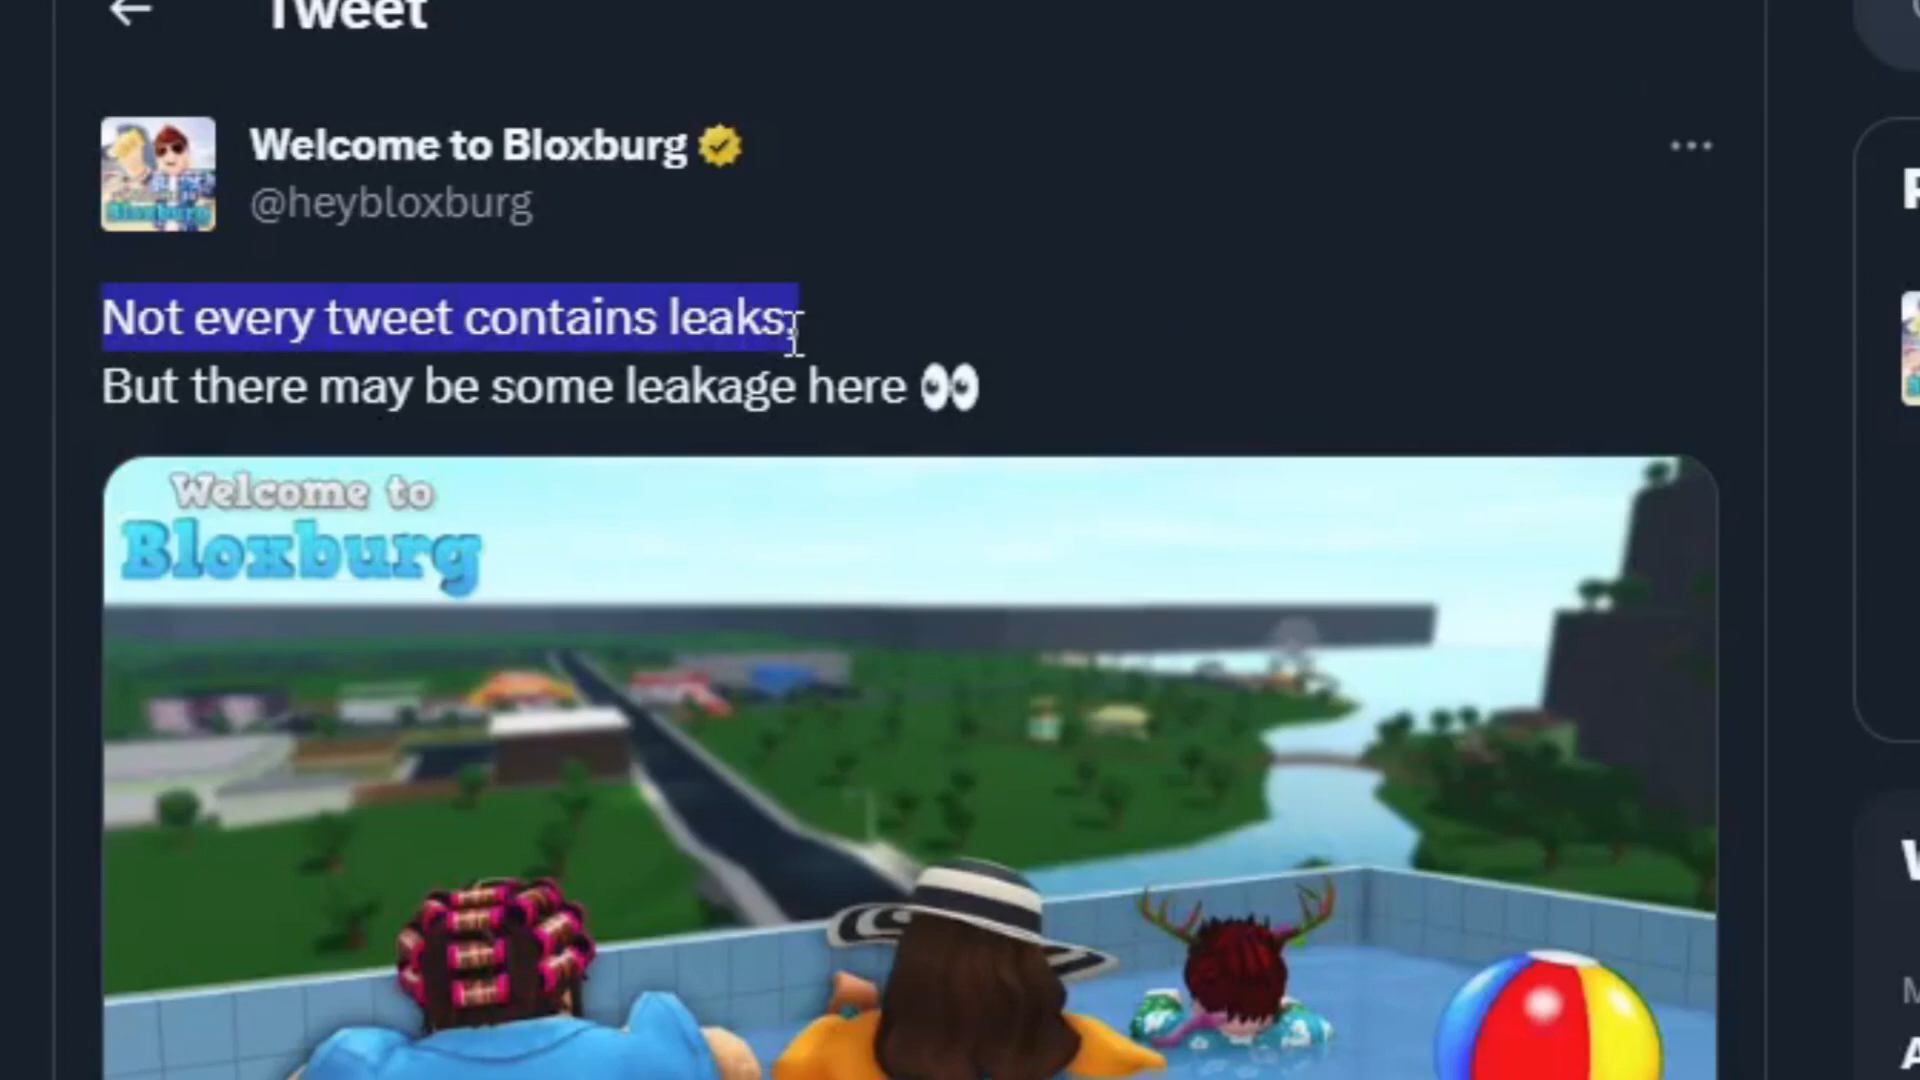 Tweet
Welcome to Bloxburg
@heybloxburg
Not every tweet contains leaks,
But there may be some leakage here 👀
Welcome to
Bloxburg